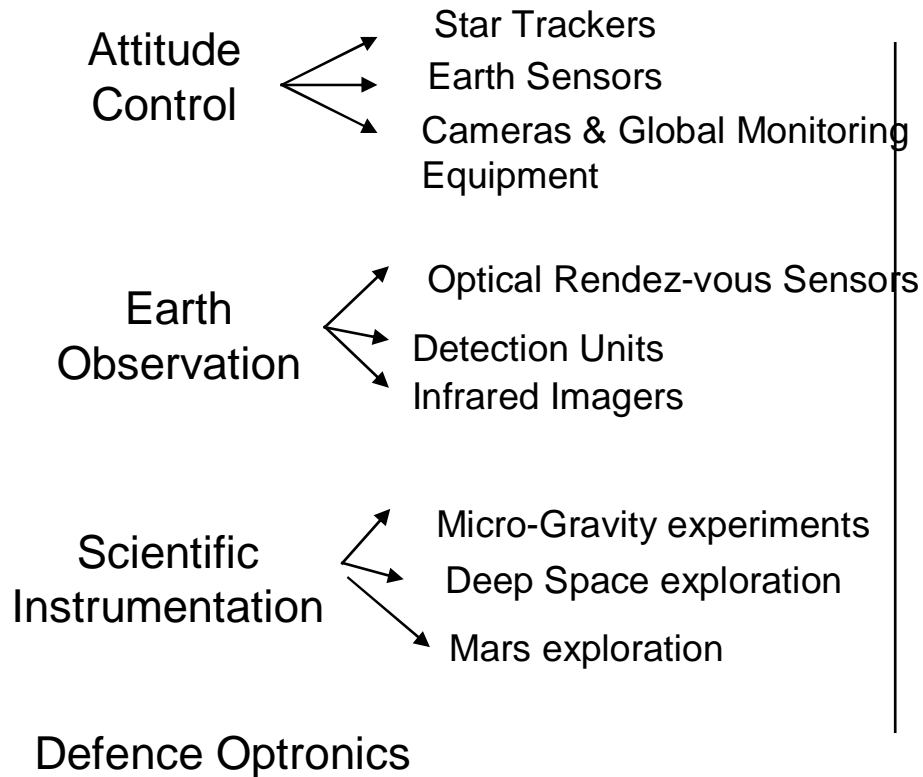 Attitude
Control
Star Trackers
Earth Sensors
Cameras & Global Monitoring
Equipment
Earth
Observation
Optical Rendez-vous Sensors
Detection Units
Infrared Imagers
Scientific
Instrumentation
Micro-Gravity experiments
Deep Space exploration
Mars exploration
Defence Optronics